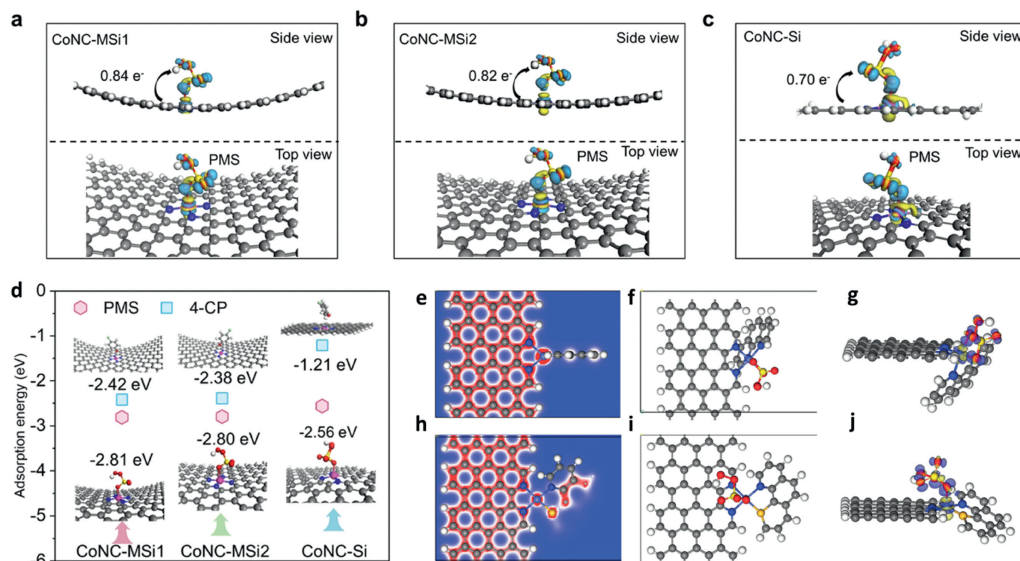 a
CoNC-MSi1
Side view
0.84 e-
PMS
Top view
b
CoNC-MSi2
Side view
0.82 e-
PMS
Top view
c
CoNC-Si
Side view
0.70 e-
PMS
Top view
d
Adsorption energy (eV)
0
-1
-2
-3
-4
-5
6
PMS
4-CP
-2.42 eV
-2.38 eV
-1.21 eV
-2.81 eV
-2.80 eV
-2.56 eV
CoNC-MSi1
CoNC-MSi2
CoNC-Si
e
f
g
h
i
j